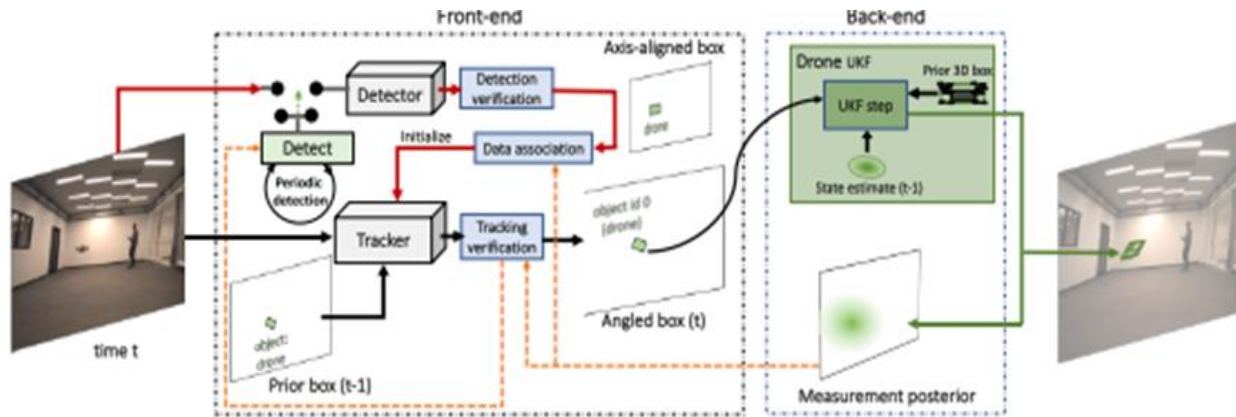 Front-end
Back-end
Axis-aligned box
Drone UKF
Prior 3D box
Detector
Detection
verification
UKF step
drone
Initialize
Data association
Detect
State estimate (t-1)
Periodic
detection
object id 0
(drone)
Tracker
Tracking
verification
object:
drone
Angled box (t)
time t
Prior box (t-1)
Measurement posterior